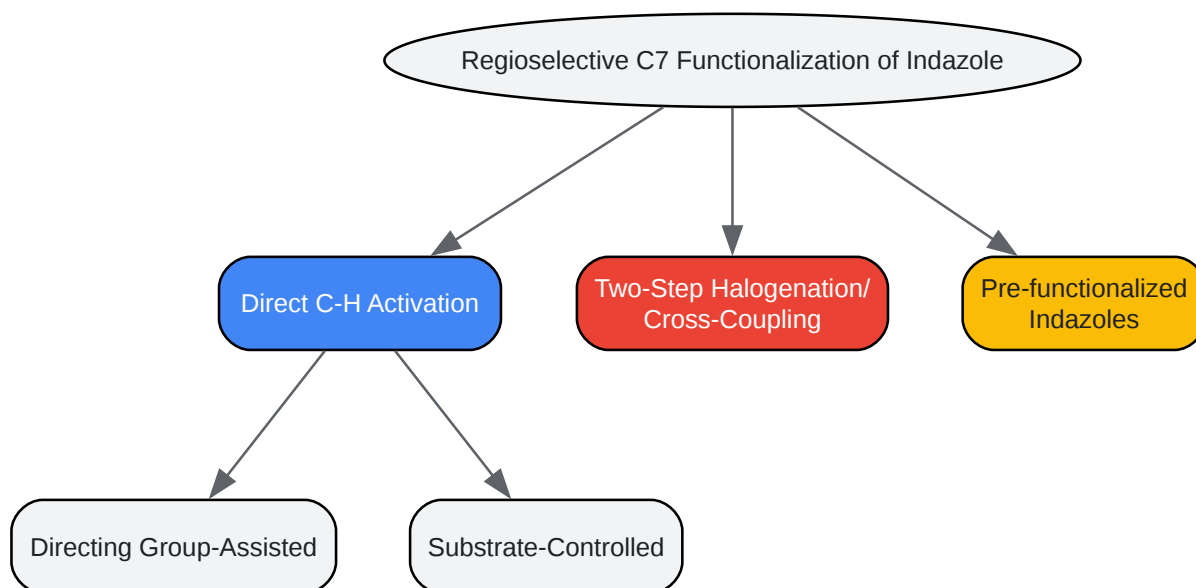 Regioselective C7 Functionalization of Indazole
Direct C-H Activation
Two-Step Halogenation/
Cross-Coupling
Pre-functionalized
Indazoles
Directing Group-Assisted
Substrate-Controlled